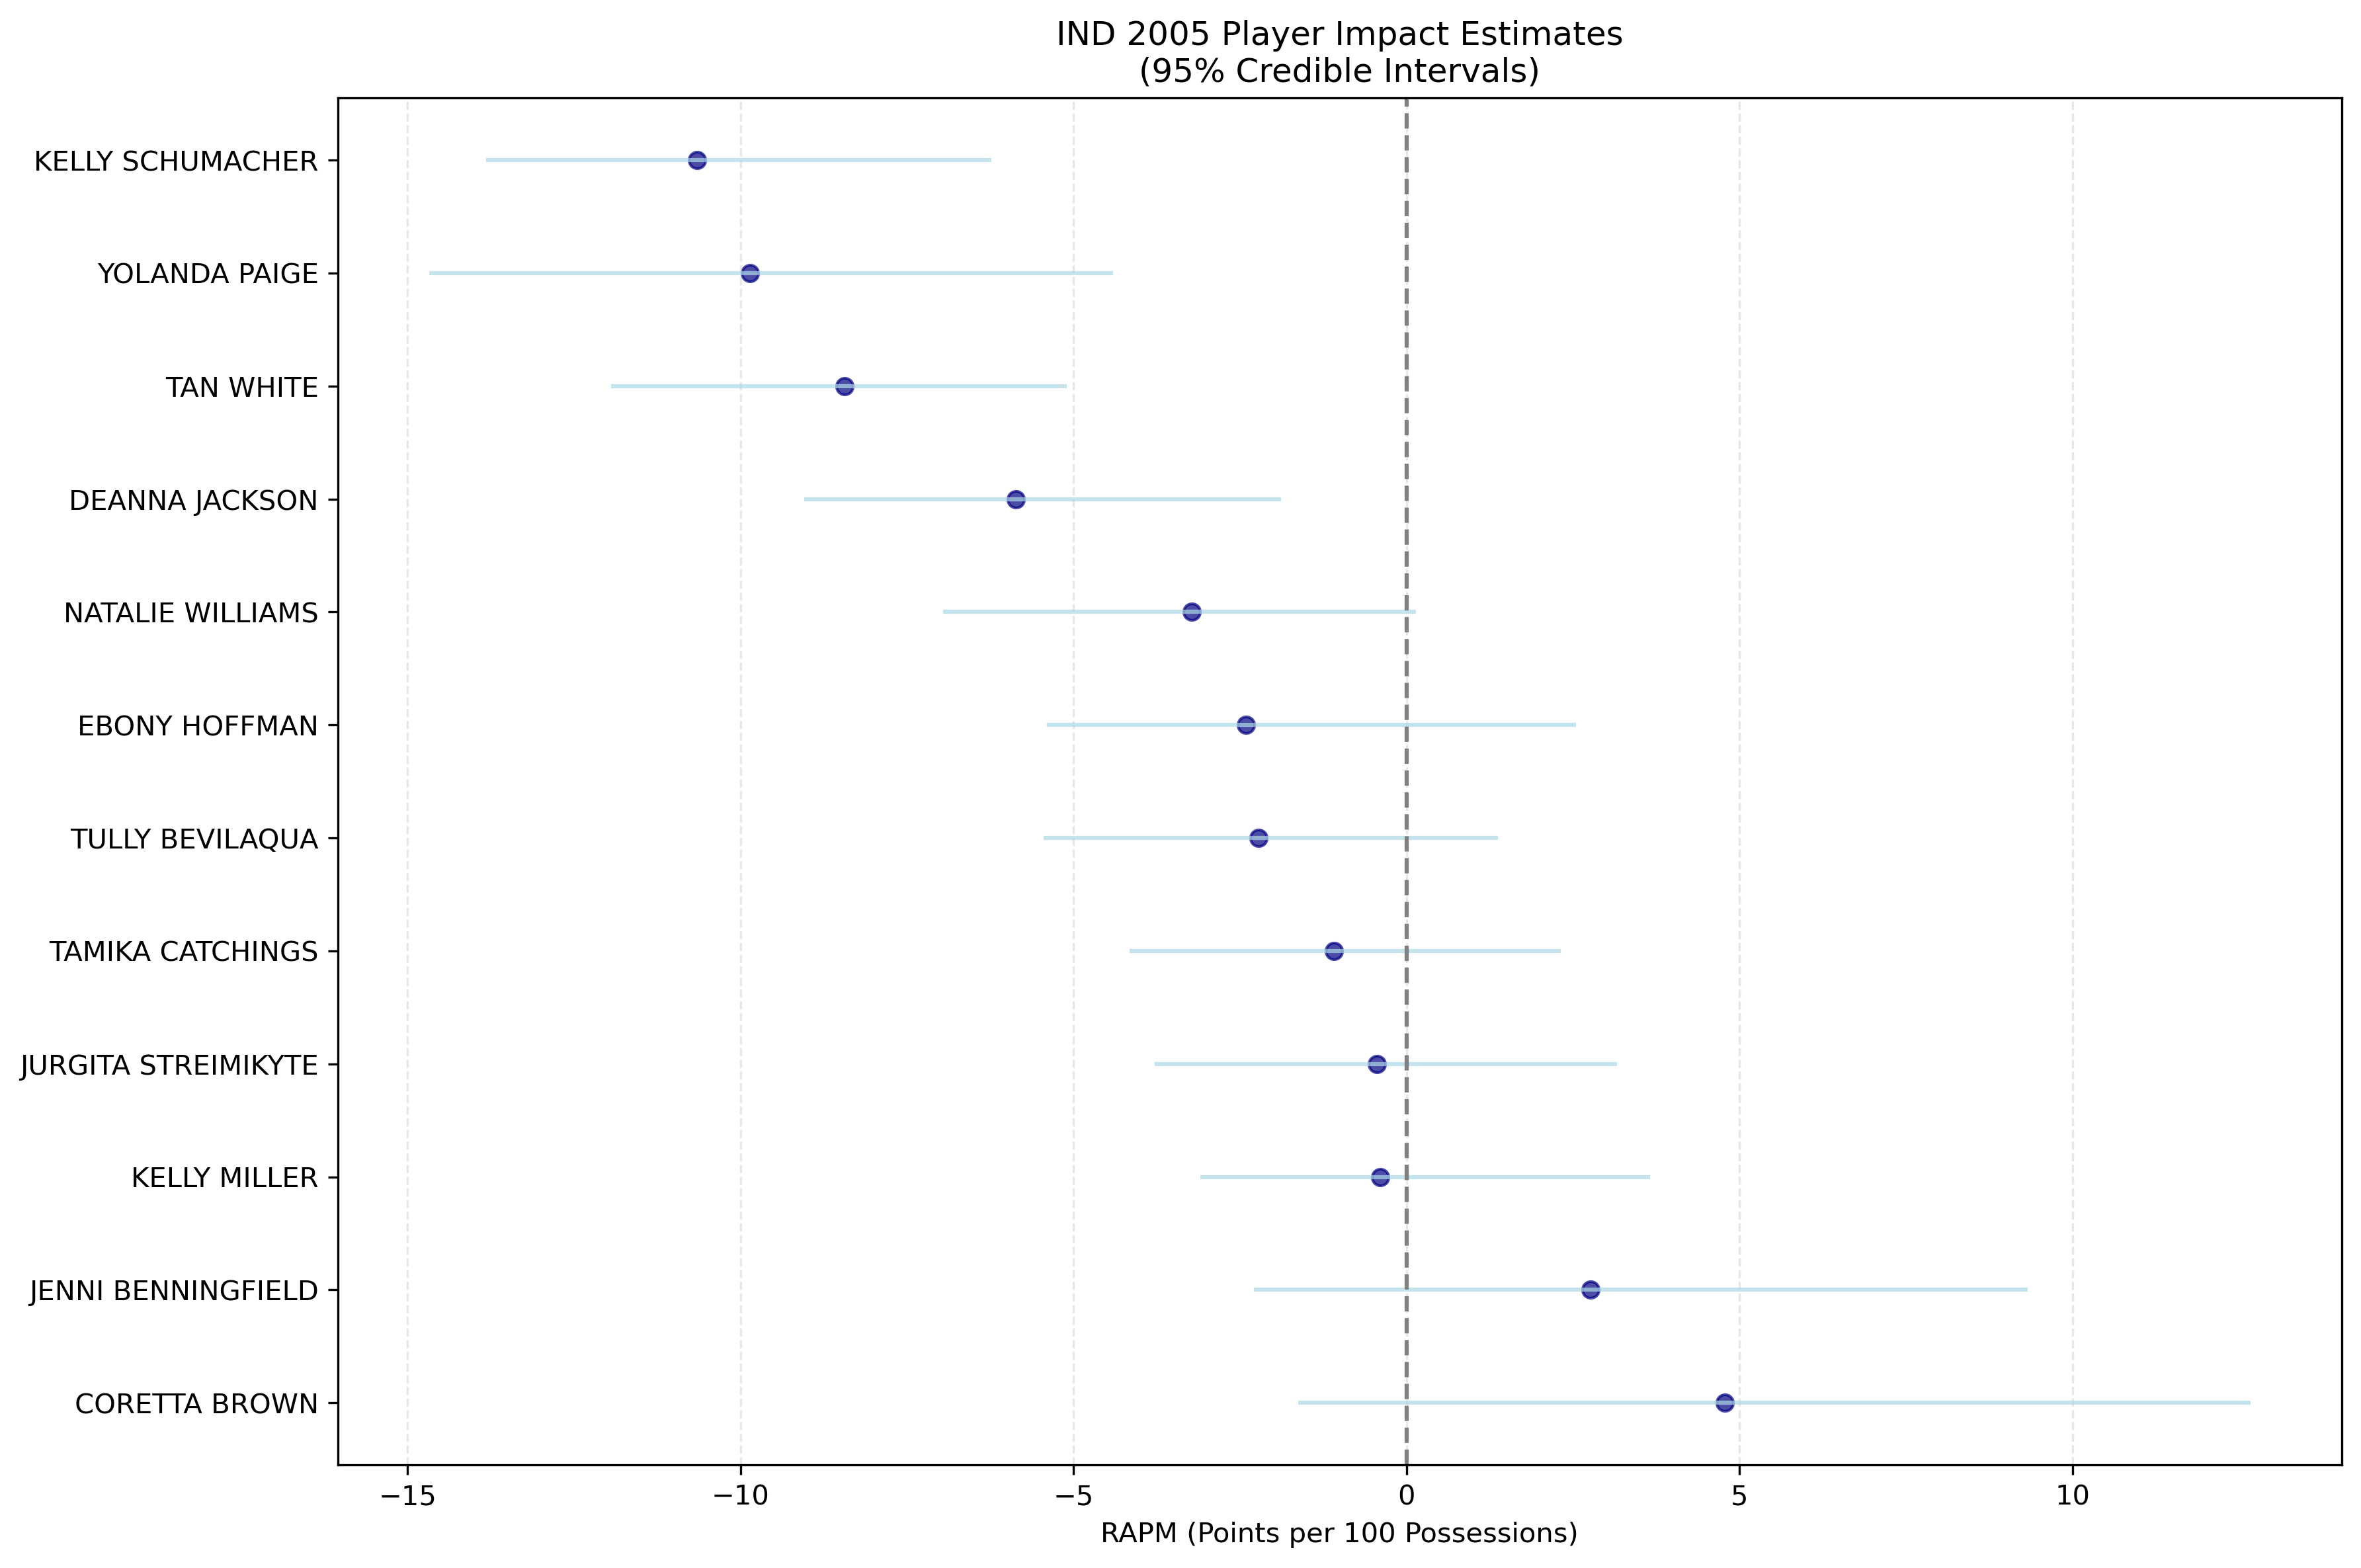 IND 2005 Player Impact Estimates
(95% Credible Intervals)
KELLY SCHUMACHER
YOLANDA PAIGE
TAN WHITE
DEANNA JACKSON
NATALIE WILLIAMS
EBONY HOFFMAN
TULLY BEVILAQUA
TAMIKA CATCHINGS
JURGITA STREIMIKYTE
KELLY MILLER
JENNI BENNINGFIELD
CORETTA BROWN
−15 −10 −5 0 5 10
RAPM (Points per 100 Possessions)